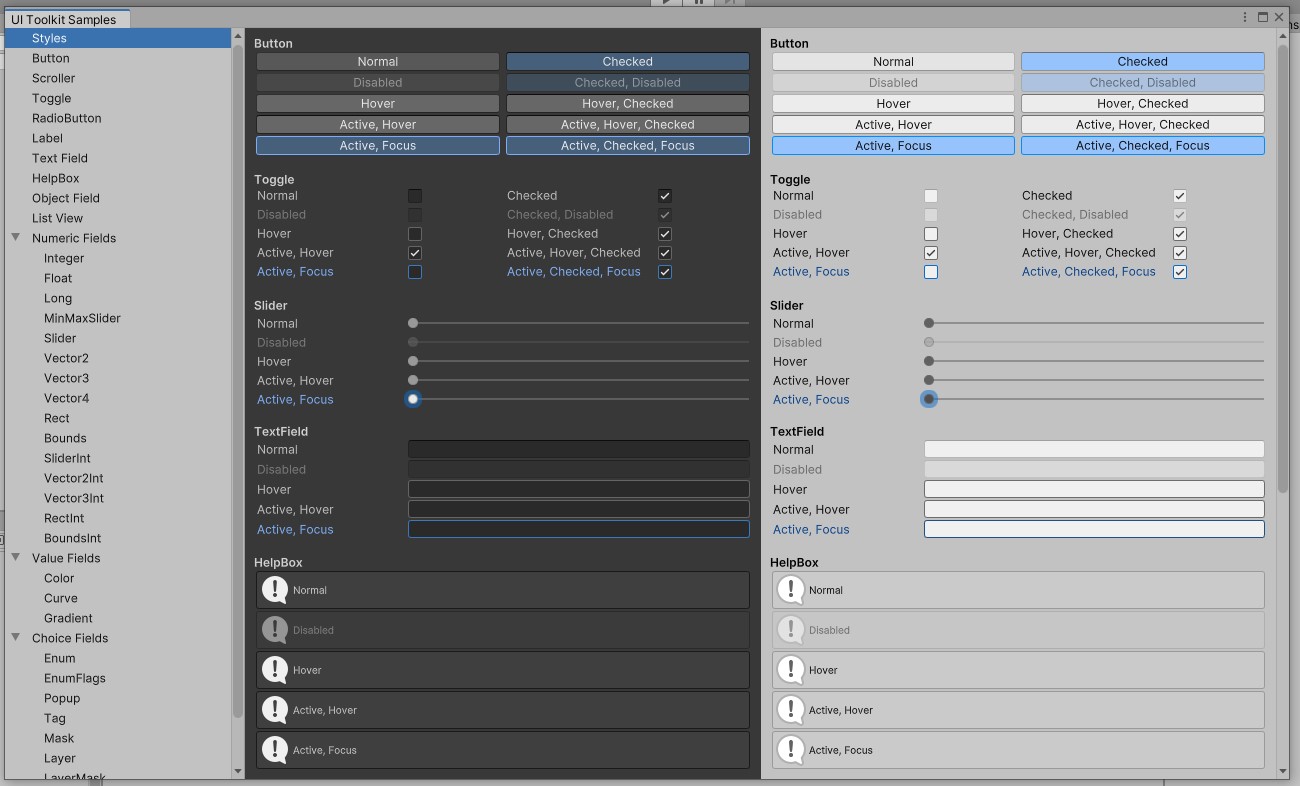 UI Toolkit Samples
Styles
Button
Scroller
Toggle
RadioButton
Label
Text Field
HelpBox
Object Field
List View
Numeric Fields
Integer
Float
Long
MinMaxSlider
Slider
Vector2
Vector3
Vector4
Rect
Bounds
SliderInt
Vector2Int
Vector3Int
RectInt
BoundsInt
Value Fields
Color
Curve
Gradient
Choice Fields
Enum
EnumFlags
Popup
Tag
Mask
Layer
LayerMask
Button
Normal Checked
Disabled Checked, Disabled
Hover Hover, Checked
Active, Hover Active, Hover, Checked
Active, Focus Active, Checked, Focus
Toggle
Normal Checked
Disabled Checked, Disabled
Hover Hover, Checked
Active, Hover Active, Hover, Checked
Active, Focus Active, Checked, Focus
Slider
Normal
Disabled
Hover
Active, Hover
Active, Focus
TextField
Normal
Disabled
Hover
Active, Hover
Active, Focus
HelpBox
Normal
Disabled
Hover
Active, Hover
Active, Focus
Button
Normal Checked
Disabled Checked, Disabled
Hover Hover, Checked
Active, Hover Active, Hover, Checked
Active, Focus Active, Checked, Focus
Toggle
Normal Checked
Disabled Checked, Disabled
Hover Hover, Checked
Active, Hover Active, Hover, Checked
Active, Focus Active, Checked, Focus
Slider
Normal
Disabled
Hover
Active, Hover
Active, Focus
TextField
Normal
Disabled
Hover
Active, Hover
Active, Focus
HelpBox
Normal
Disabled
Hover
Active, Hover
Active, Focus